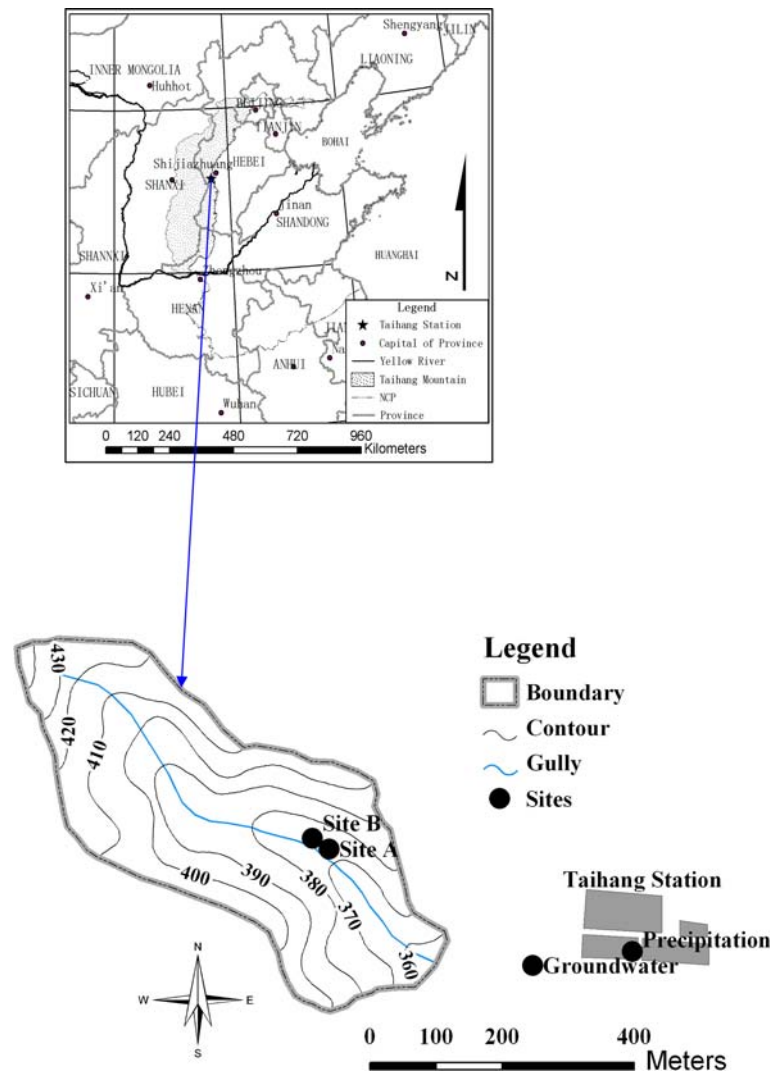 Shengyang
JILIN
LIAONING
INNER MONGOLIA
Huhhot
BEIJING
TIANJIN
BOHAI
Shijiazhuang
HEBEI
SHANXI
Jinan
SHANDONG
HUANGHAI
SHANNXI
Zhengzhou
Xi'an
HENAN
N
Legend
Taihang Station
Capital of Province
Yellow River
Taihang Mountain
NCP
Province
JIAN
Na
ANHUI
SICHUAN
HUBEI
Wuhan
0 120 240 480 720 960
Kilometers
430
420
410
400
390
380
370
360
Site B
Site A
Legend
Boundary
Contour
Gully
Sites
Taihang Station
Precipitation
Groundwater
N
W E
S
0 100 200 400
Meters